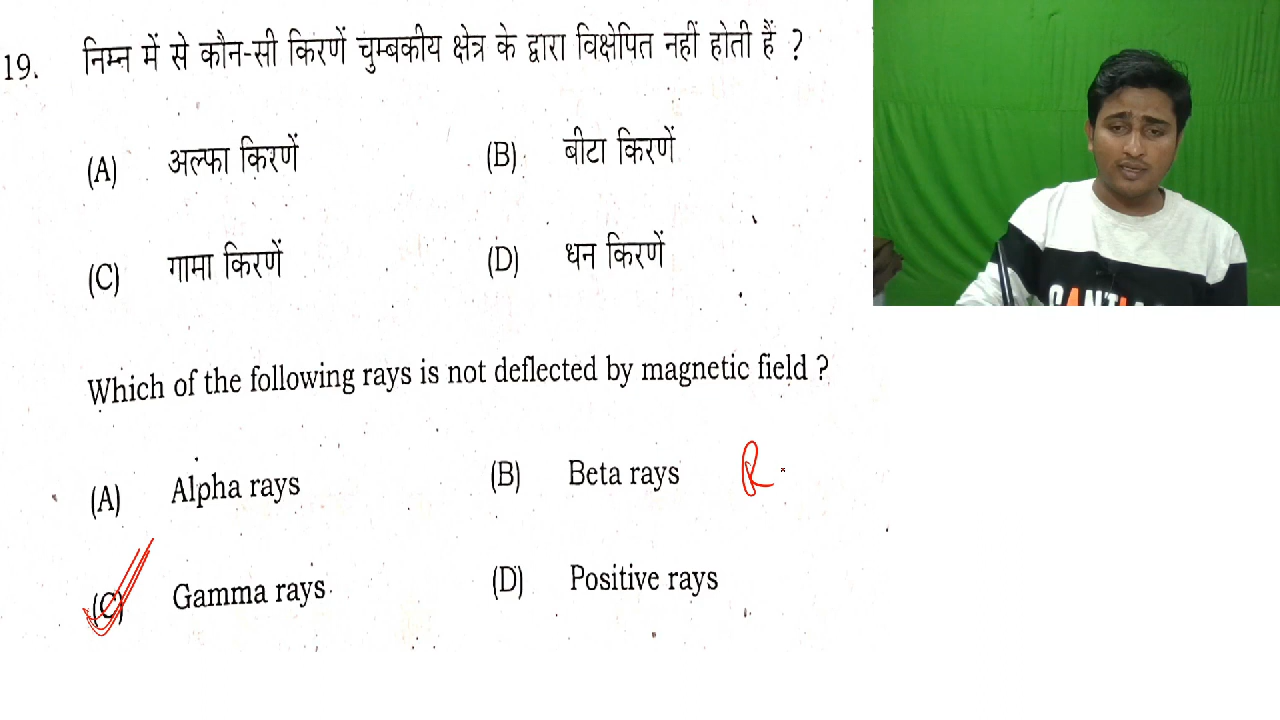 19. निम्न में से कौन-सी किरणें चुम्बकीय क्षेत्र के द्वारा विक्षेपित नहीं होती हैं ?
(A) अल्फा किरणें (B) बीटा किरणें
(C) गामा किरणें (D) धन किरणें
Which of the following rays is not deflected by magnetic field ?
(A) Alpha rays (B) Beta rays R
(C) Gamma rays (D) Positive rays